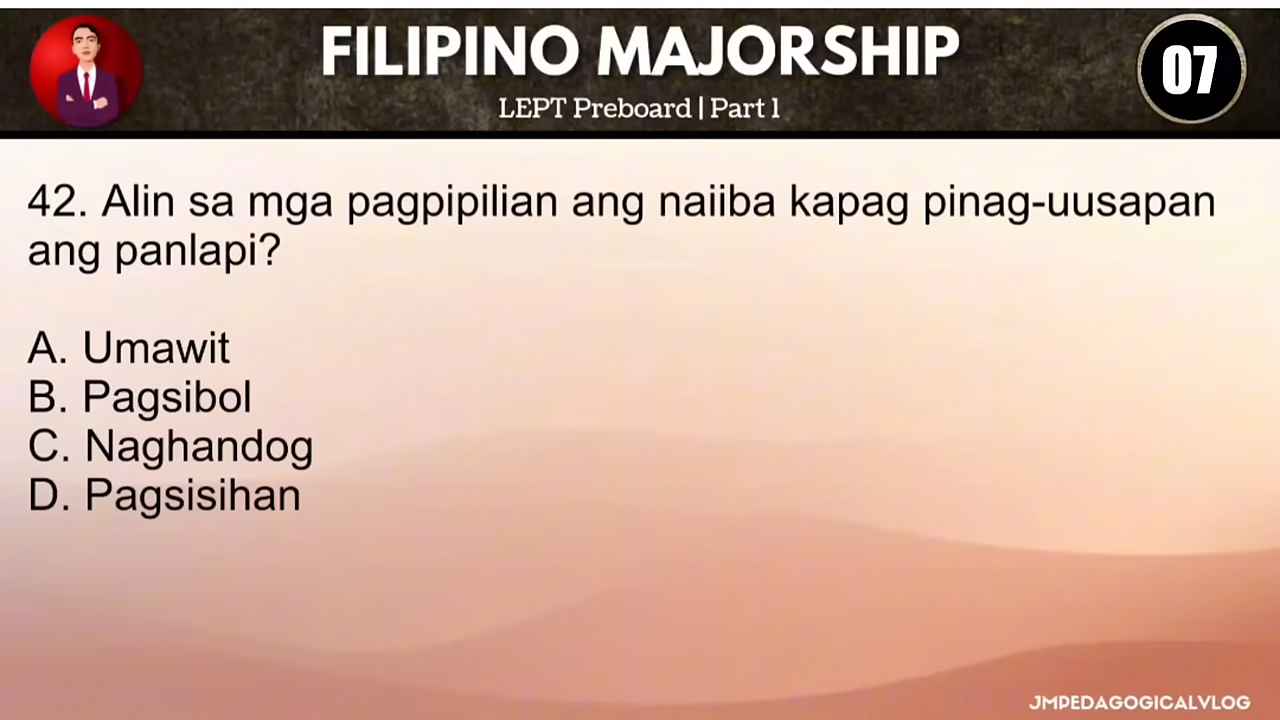 FILIPINO MAJORSHIP
LEPT Preboard | Part 1
07
42. Alin sa mga pagpipilian ang naiiba kapag pinag-uusapan
ang panlapi?
A. Umawit
B. Pagsibol
C. Naghandog
D. Pagsisihan
JMPEDAGOGICALVLOG